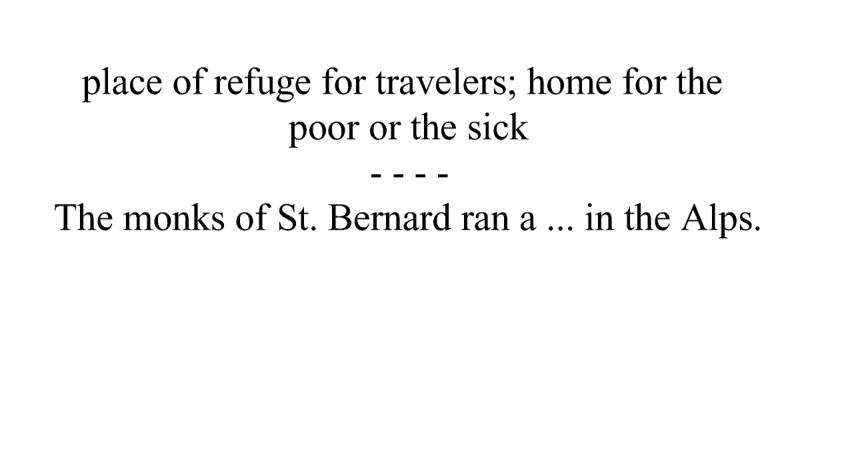 place of refuge for travelers; home for the
poor or the sick
- - - -
The monks of St. Bernard ran a ... in the Alps.